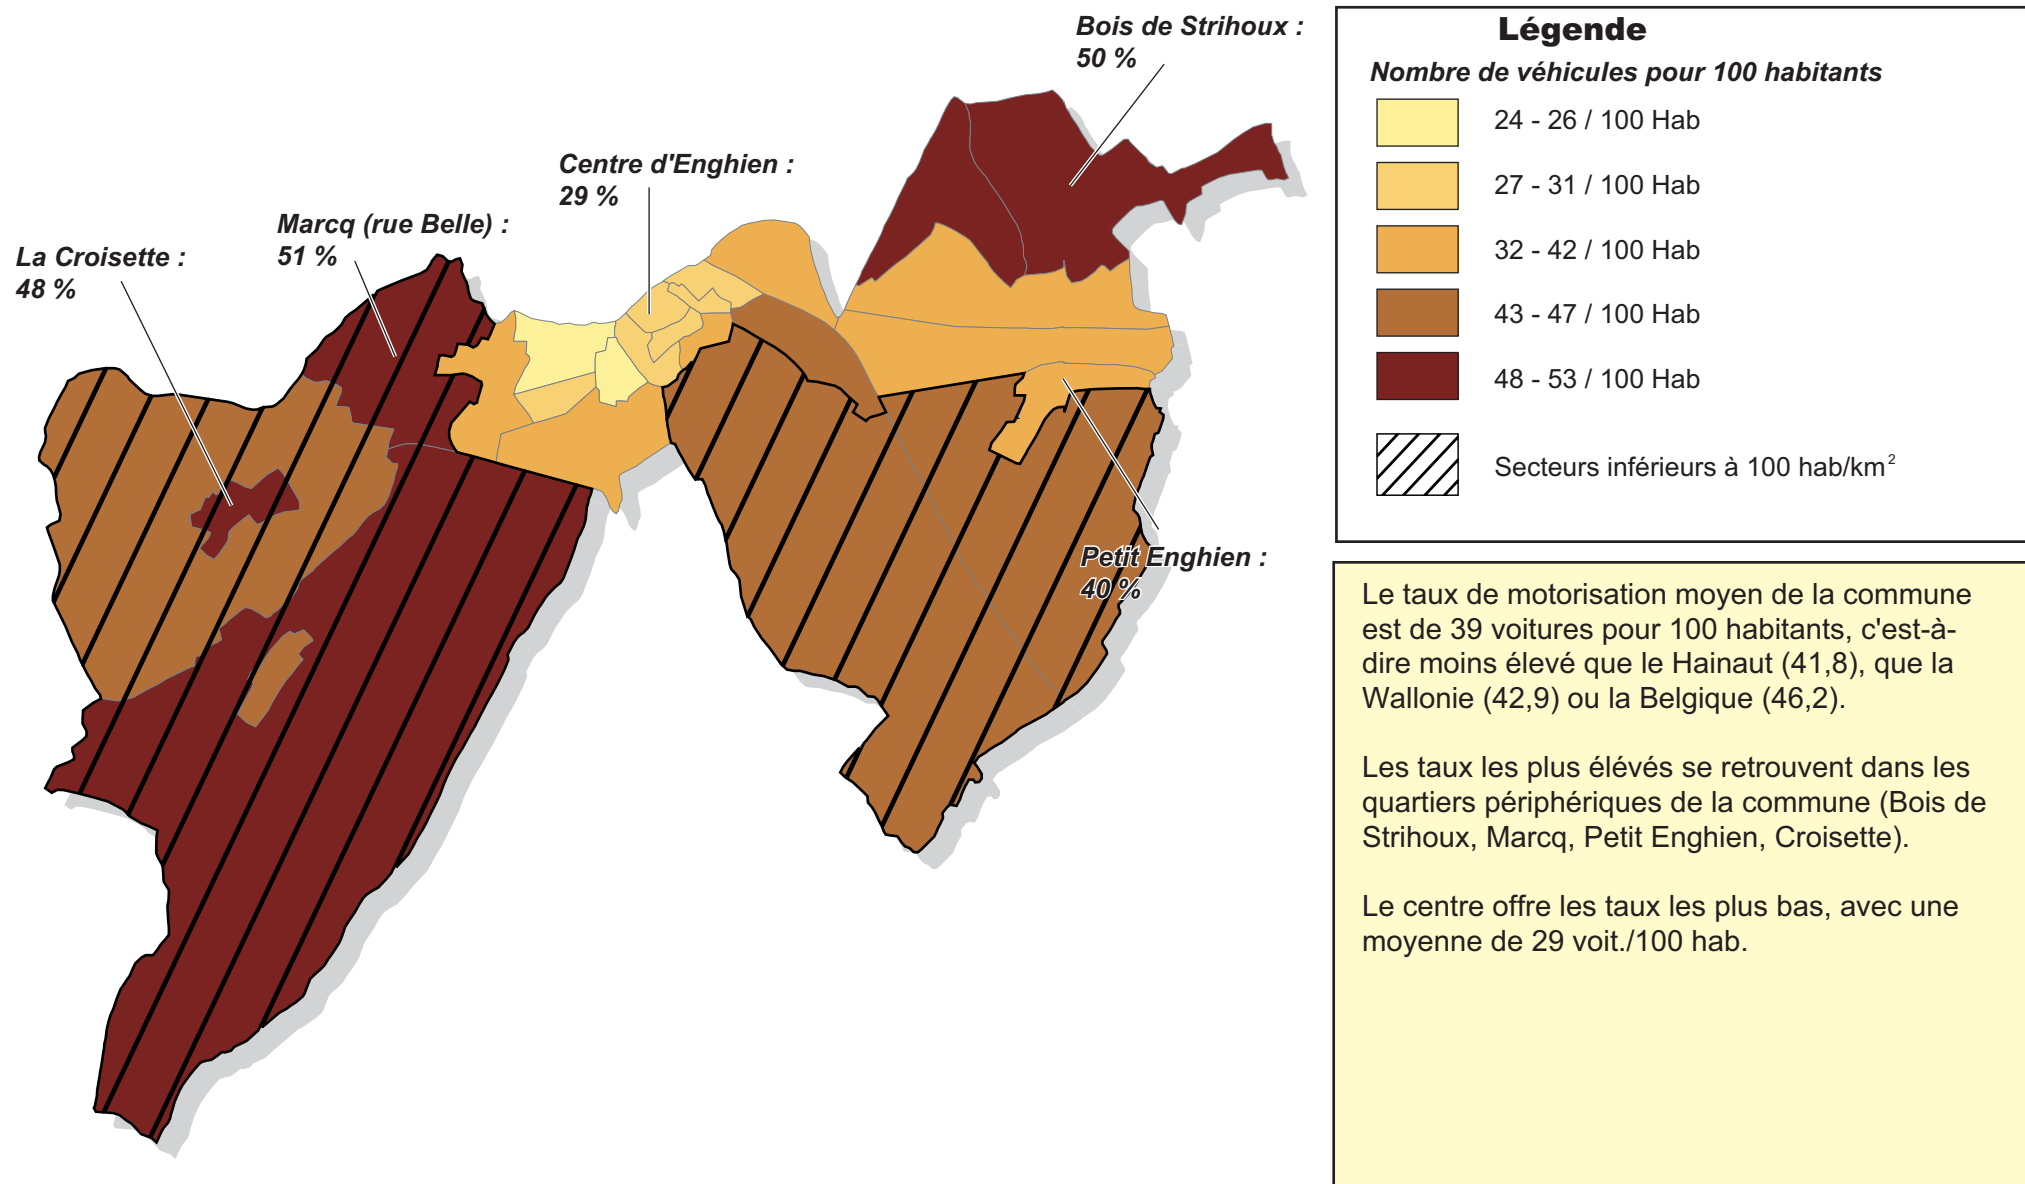 Bois de Strihoux :
50 %
Centre d'Enghien :
29 %
Marcq (rue Belle) :
51 %
La Croisette :
48 %
Petit Enghien :
40 %
Légende
Nombre de véhicules pour 100 habitants
24 - 26 / 100 Hab
27 - 31 / 100 Hab
32 - 42 / 100 Hab
43 - 47 / 100 Hab
48 - 53 / 100 Hab
Secteurs inférieurs à 100 hab/km²
Le taux de motorisation moyen de la commune
est de 39 voitures pour 100 habitants, c'est-à-
dire moins élevé que le Hainaut (41,8), que la
Wallonie (42,9) ou la Belgique (46,2).
Les taux les plus élévés se retrouvent dans les
quartiers périphériques de la commune (Bois de
Strihoux, Marcq, Petit Enghien, Croisette).
Le centre offre les taux les plus bas, avec une
moyenne de 29 voit./100 hab.